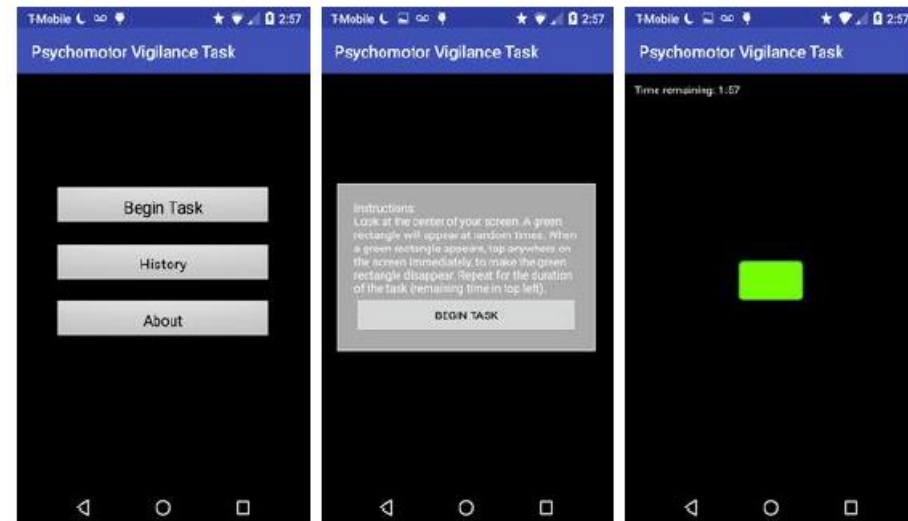 T-Mobile 2:57
Psychomotor Vigilance Task
Begin Task
History
About
T-Mobile 2:57
Psychomotor Vigilance Task
Instructions:
Look at the center of your screen. A green
rectangle will appear at random times. When
a green rectangle appears, tap anywhere on
the screen immediately, to make the green
rectangle disappear. Repeat for the duration
of the task (remaining time in top left).
BEGIN TASK
T-Mobile 2:57
Psychomotor Vigilance Task
Time remaining: 1:57